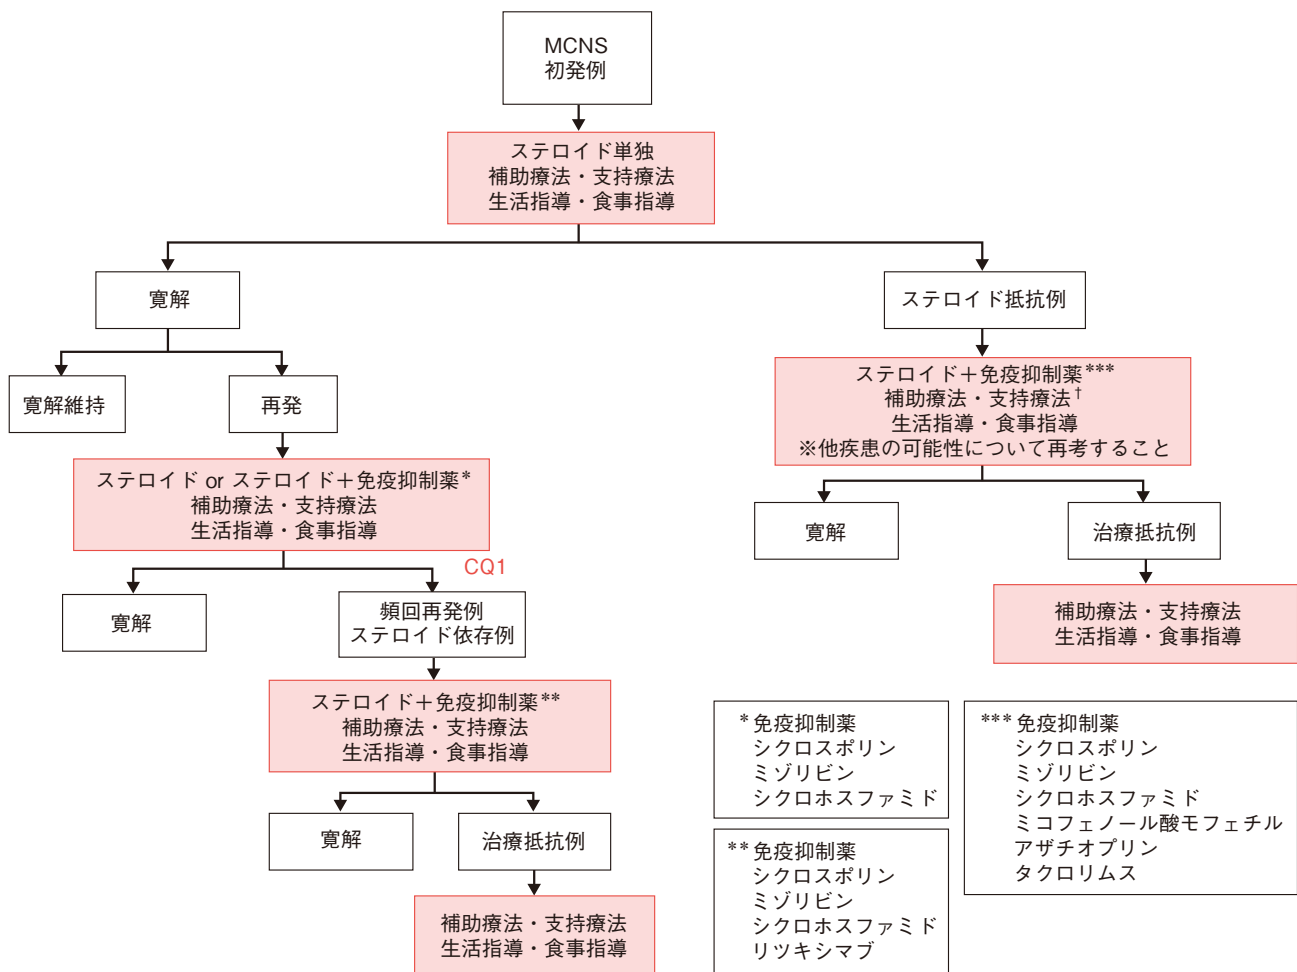 MCNS
初発例
ステロイド単独
補助療法・支持療法
生活指導・食事指導
寛解
ステロイド抵抗例
寛解維持
再発
ステロイド＋免疫抑制薬***
補助療法・支持療法†
生活指導・食事指導
※他疾患の可能性について再考すること
ステロイド or ステロイド＋免疫抑制薬*
補助療法・支持療法
生活指導・食事指導
寛解
治療抵抗例
CQ1
寛解
頻回再発例
ステロイド依存例
補助療法・支持療法
生活指導・食事指導
ステロイド＋免疫抑制薬**
補助療法・支持療法
生活指導・食事指導
寛解
治療抵抗例
補助療法・支持療法
生活指導・食事指導
*免疫抑制薬
シクロスポリン
ミゾリビン
シクロホスファミド
**免疫抑制薬
シクロスポリン
ミゾリビン
シクロホスファミド
リツキシマブ
***免疫抑制薬
シクロスポリン
ミゾリビン
シクロホスファミド
ミコフェノール酸モフェチル
アザチオプリン
タクロリムス